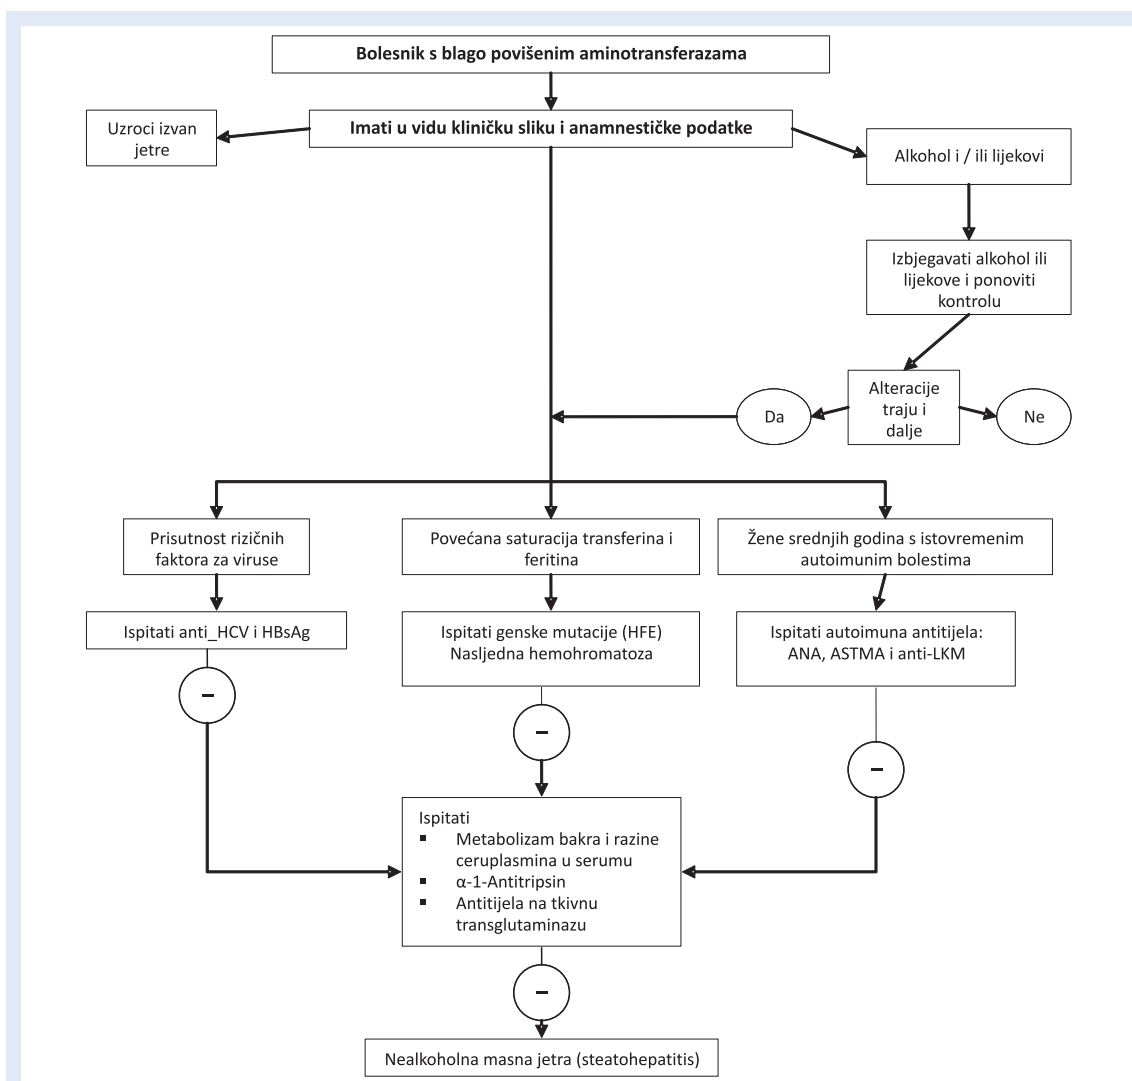 Bolesnik s blago povišenim aminotransferazama
Imati u vidu kliničku sliku i anamnestičke podatke
Uzroci izvan
jetre
Alkohol i / ili lijekovi
Izbjegavati alkohol ili
lijekove i ponoviti
kontrolu
Alteracije
traju i
dalje
Da
Ne
Prisutnost rizičnih
faktora za viruse
Povećana saturacija transferina i
feritina
Žene srednjih godina s istovremenim
autoimunim bolestima
Ispitati anti_HCV i HBsAg
Ispitati genske mutacije (HFE)
Nasljedna hemohromatoza
Ispitati autoimuna antitijela:
ANA, ASTMA i anti-LKM
–
–
–
Ispitati
▪ Metabolizam bakra i razine
ceruplasmina u serumu
▪ α-1-Antitripsin
▪ Antitijela na tkivnu
transglutaminazu
–
Nealkoholna masna jetra (steatohepatitis)